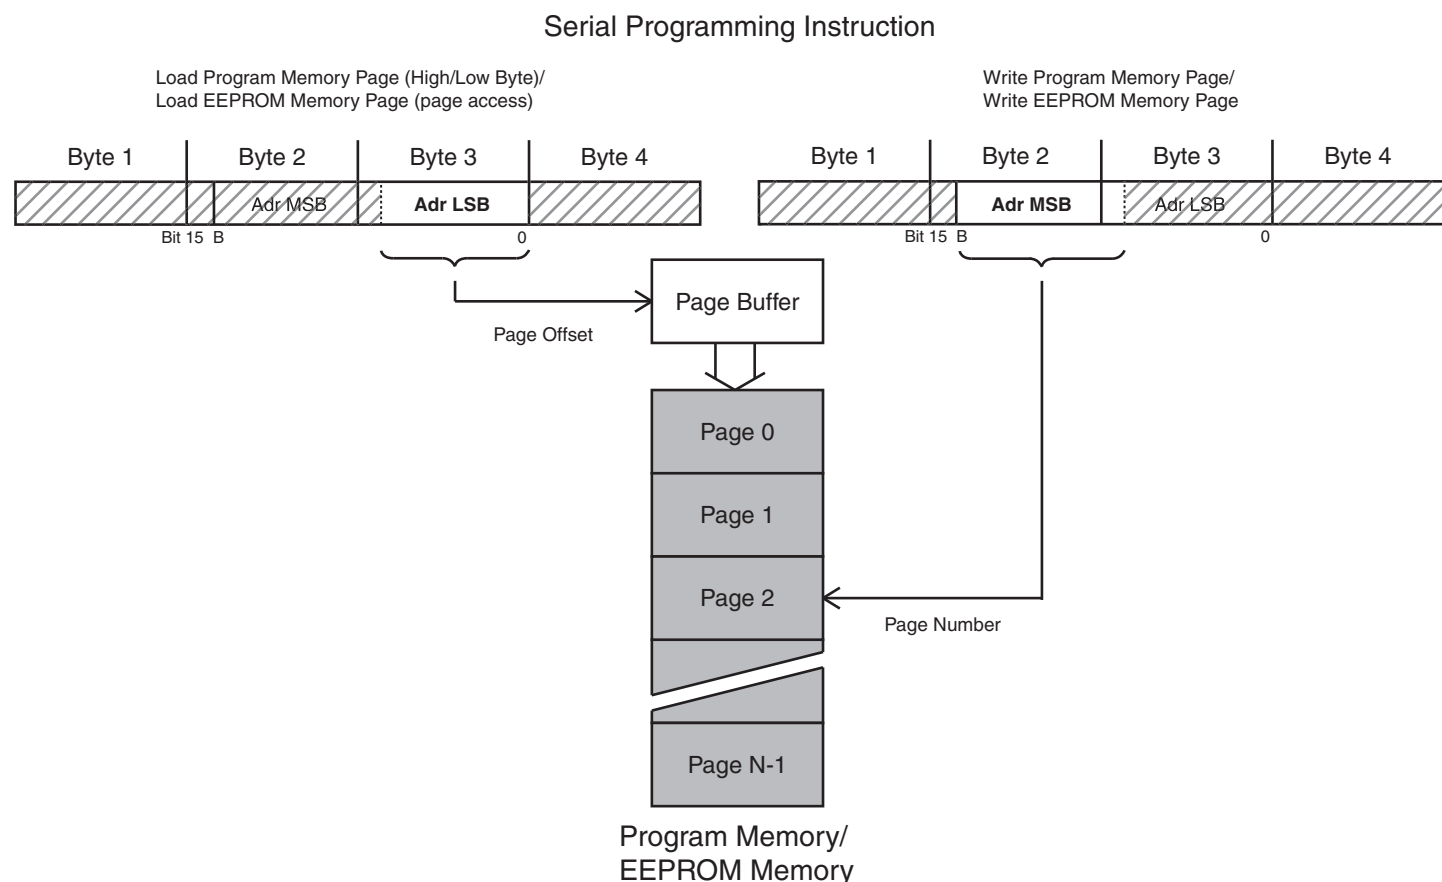 Serial Programming Instruction
Load Program Memory Page (High/Low Byte)/
Load EEPROM Memory Page (page access)
Write Program Memory Page/
Write EEPROM Memory Page
Byte 1 Byte 2 Byte 3 Byte 4
Adr MSB Adr LSB
Bit 15 B 0
Byte 1 Byte 2 Byte 3 Byte 4
Adr MSB Adr LSB
Bit 15 B 0
Page Buffer
Page Offset
Page 0
Page 1
Page 2
Page Number
Page N-1
Program Memory/
EEPROM Memory